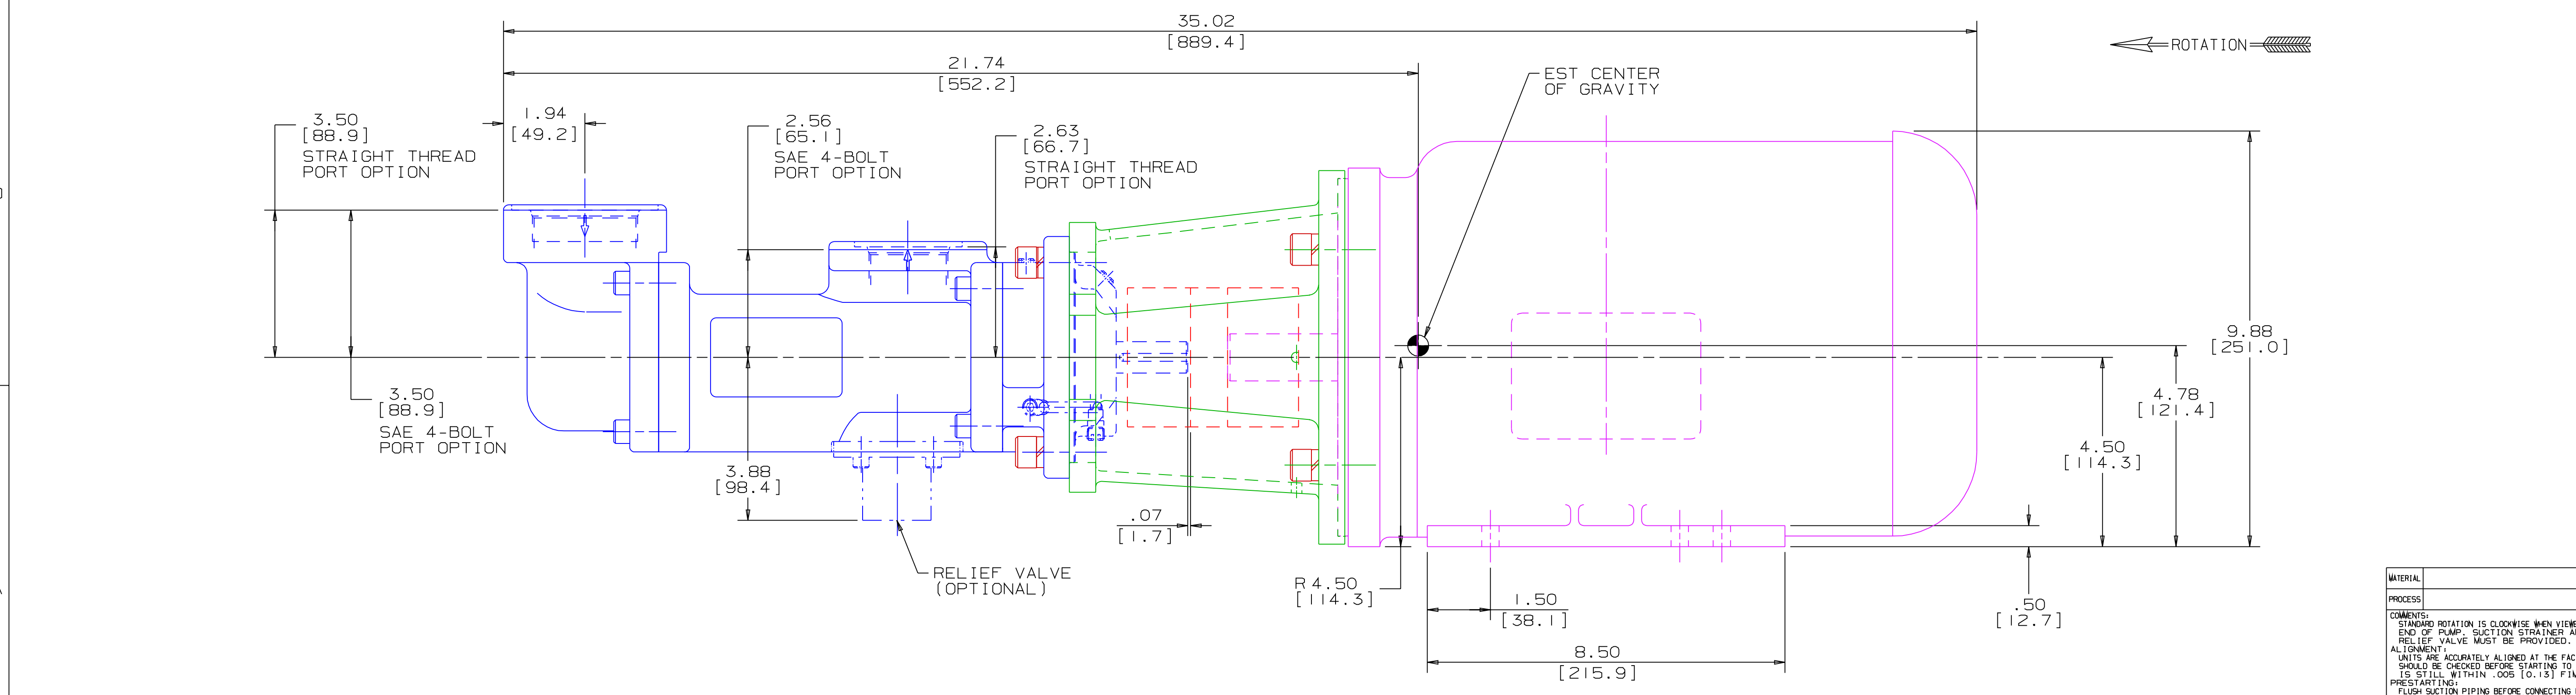 35.02
[889.4]
ROTATION
21.74
[552.2]
EST CENTER
OF GRAVITY
3.50
[88.9]
STRAIGHT THREAD
PORT OPTION
1.94
[49.2]
2.56
[65.1]
SAE 4-BOLT
PORT OPTION
2.63
[66.7]
STRAIGHT THREAD
PORT OPTION
9.88
[251.0]
4.78
[121.4]
4.50
[114.3]
3.50
[88.9]
SAE 4-BOLT
PORT OPTION
3.88
[98.4]
.07
[1.7]
RELIEF VALVE
(OPTIONAL)
R 4.50
[114.3]
1.50
[38.1]
.50
[12.7]
8.50
[215.9]
MATERIAL
PROCESS
COMMENTS:
STANDARD ROTATION IS CLOCKWISE WHEN
END OF PUMP. SUCTION STRAINER
RELIEF VALVE MUST BE PROVIDED.
ALIGNMENT:
UNITS ARE ACCURATELY ALIGNED AT THE
SHOULD BE CHECKED BEFORE STARTING TO
IS STILL WITHIN .005 [0.13]
PRESTARTING:
FLUSH SUCTION PIPING BEFORE CONNECTING